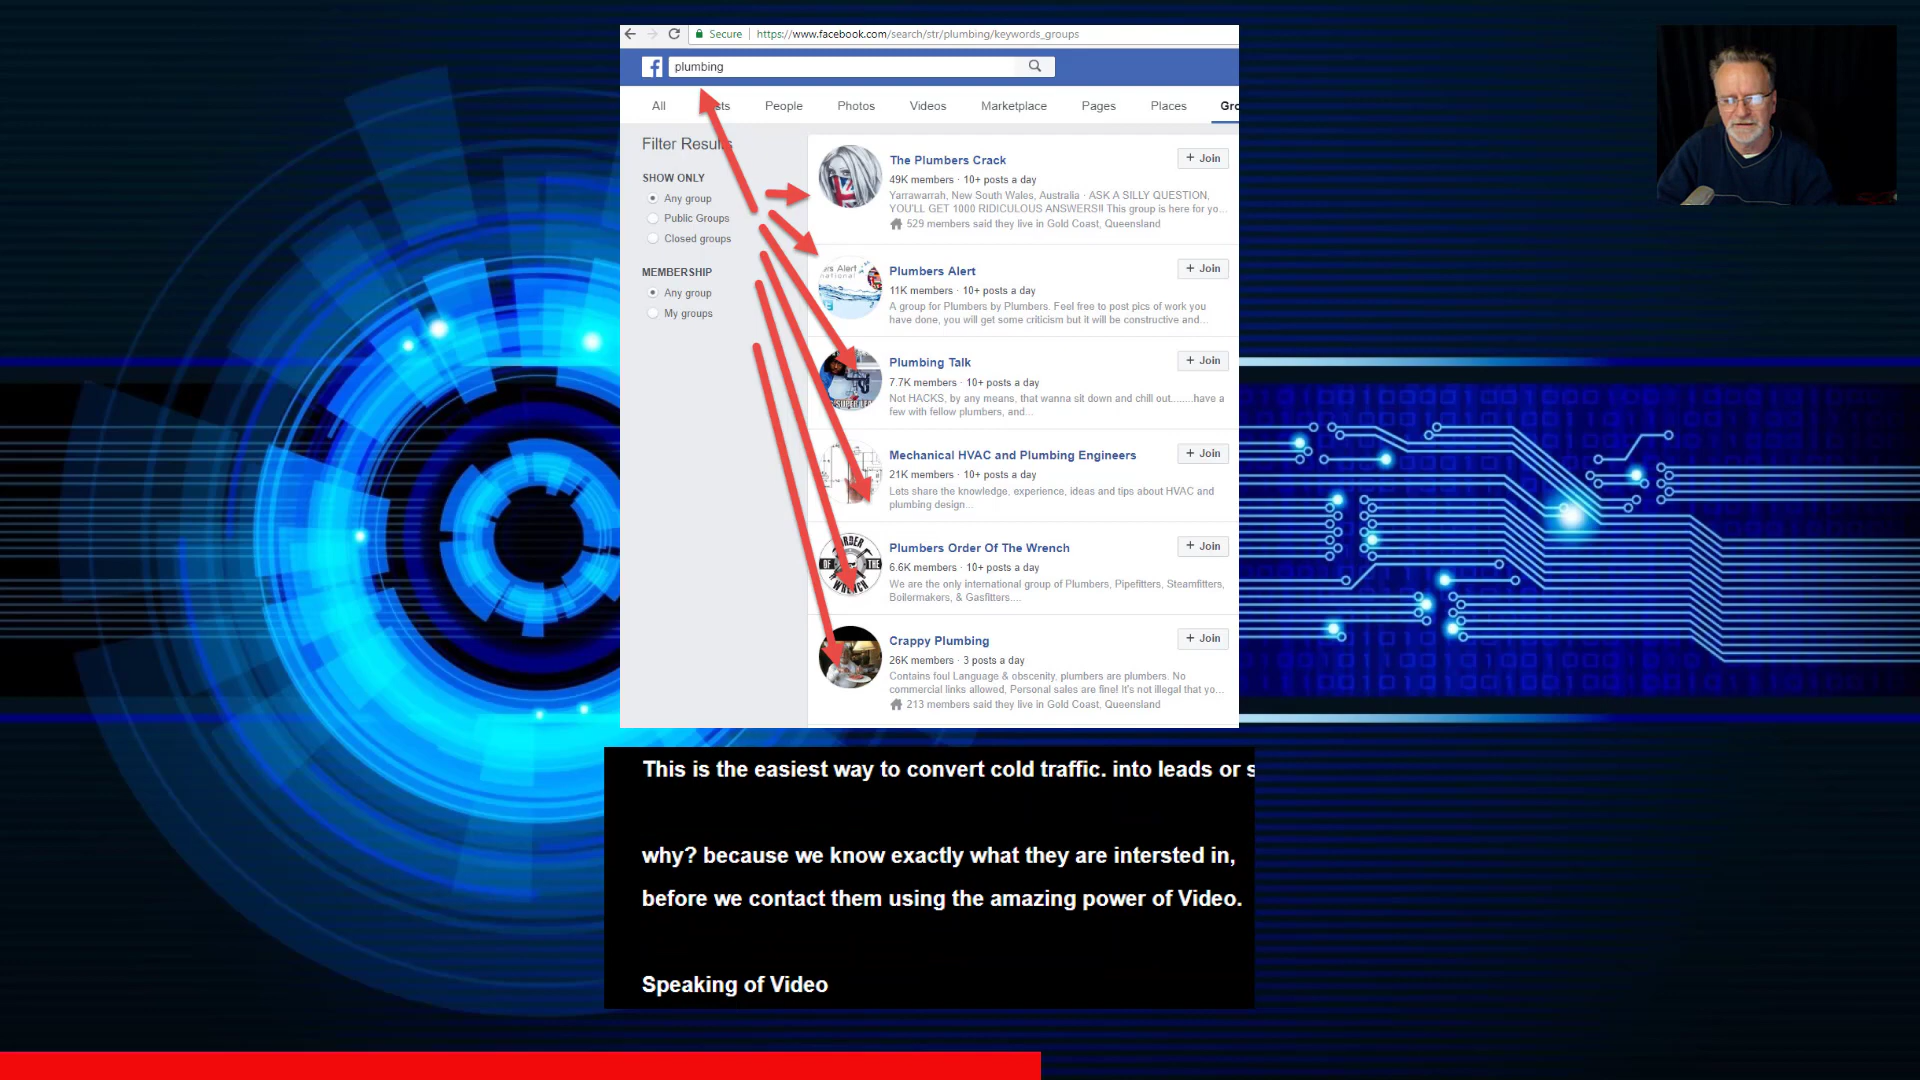 Secure | https://www.facebook.com/search/str/plumbing/keywords_groups
plumbing
All sts People Photos Videos Marketplace Pages Places Gro
Filter Results
SHOW ONLY
Any group
Public Groups
Closed groups
MEMBERSHIP
Any group
My groups
The Plumbers Crack
+ Join
49K members · 10+ posts a day
Yarrawarrah, New South Wales, Australia · ASK A SILLY QUESTION,
YOU'LL GET 1000 RIDICULOUS ANSWERS!! This group is here for yo...
529 members said they live in Gold Coast, Queensland
Plumbers Alert
+ Join
11K members · 10+ posts a day
A group for Plumbers by Plumbers. Feel free to post pics of work you
have done, you will get some criticism but it will be constructive and...
Plumbing Talk
+ Join
7.7K members · 10+ posts a day
Not HACKS, by any means, that wanna sit down and chill out........have a
few with fellow plumbers, and...
Mechanical HVAC and Plumbing Engineers
+ Join
21K members · 10+ posts a day
Lets share the knowledge, experience, ideas and tips about HVAC and
plumbing design...
ORDER
OF THE
WRENCH
Plumbers Order Of The Wrench
+ Join
6.6K members · 10+ posts a day
We are the only international group of Plumbers, Pipefitters, Steamfitters,
Boilermakers, & Gasfitters....
Crappy Plumbing
+ Join
26K members · 3 posts a day
Contains foul Language & obscenity, plumbers are plumbers. No
commercial links allowed, Personal sales are fine! It's not illegal that yo...
213 members said they live in Gold Coast, Queensland
This is the easiest way to convert cold traffic. into leads or s
why? because we know exactly what they are intersted in,
before we contact them using the amazing power of Video.
Speaking of Video